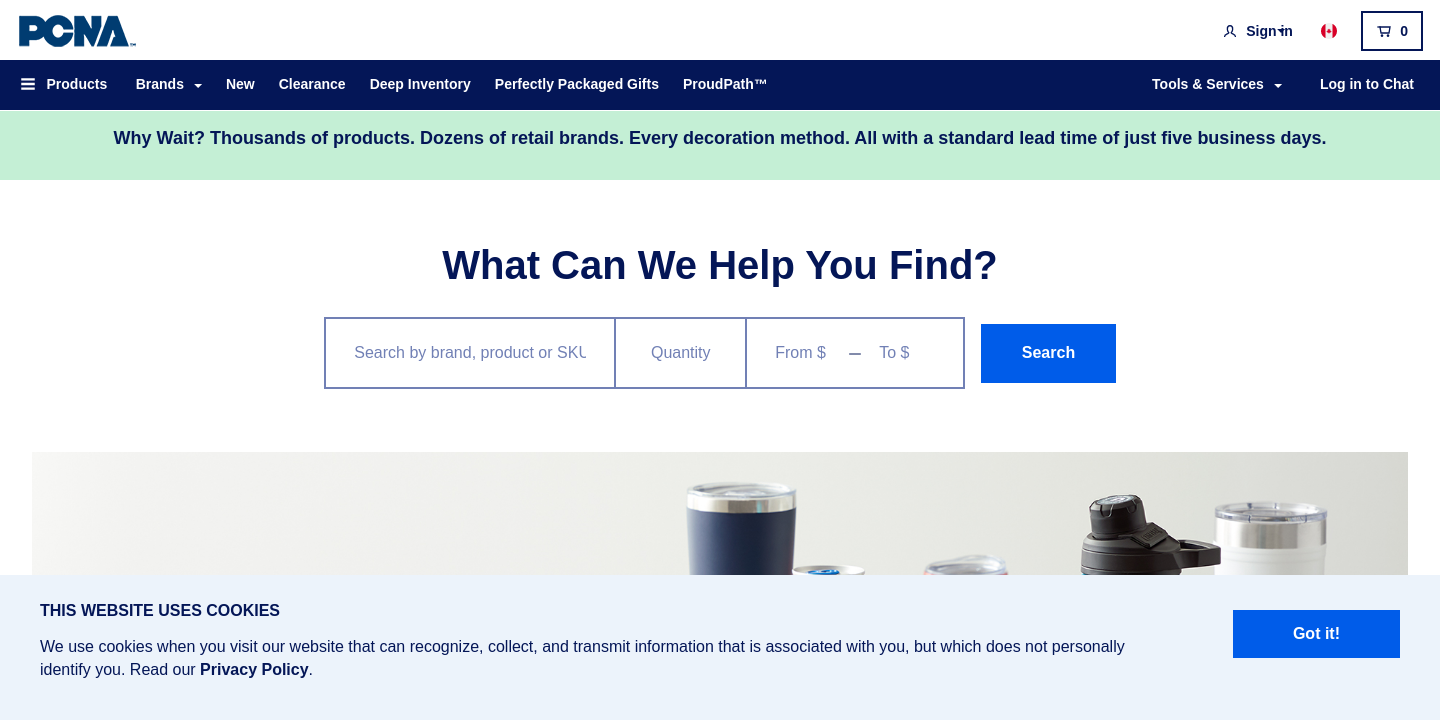 PCNA™
Sign in
0
Products Brands New Clearance Deep Inventory Perfectly Packaged Gifts ProudPath™ Tools & Services Log in to Chat
Why Wait? Thousands of products. Dozens of retail brands. Every decoration method. All with a standard lead time of just five business days.
What Can We Help You Find?
Search by brand, product or SKU Quantity From $ — To $ Search
THIS WEBSITE USES COOKIES
We use cookies when you visit our website that can recognize, collect, and transmit information that is associated with you, but which does not personally
identify you. Read our Privacy Policy.
Got it!